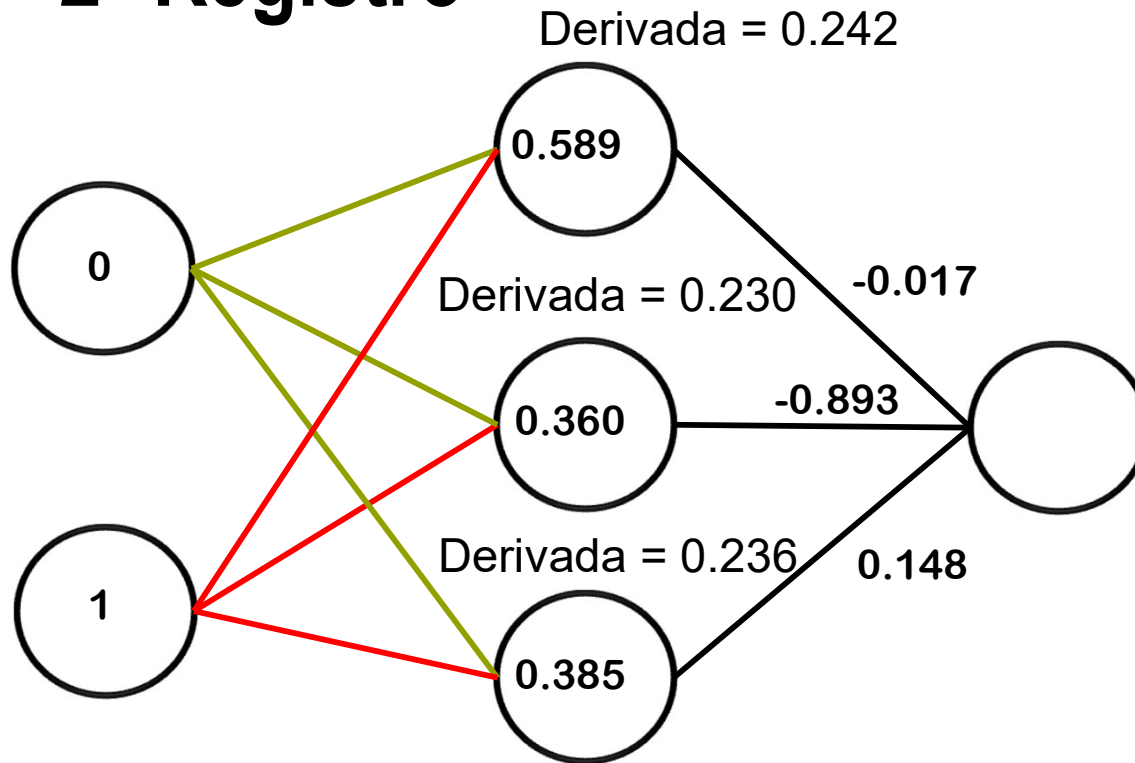 Derivada = 0.242
0.589
0
Derivada = 0.230
-0.017
-0.893
0.360
Derivada = 0.236
0.148
1
0.385